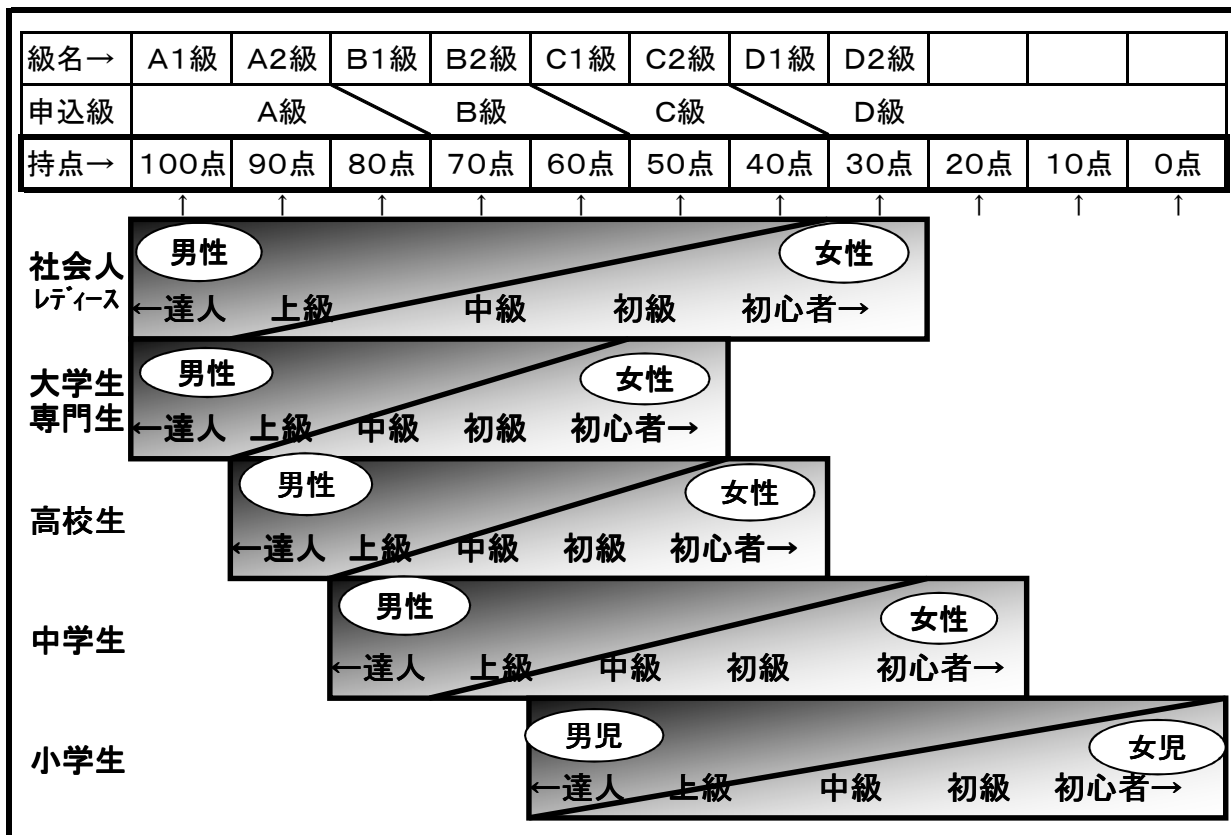 級名→ A1級 A2級 B1級 B2級 C1級 C2級 D1級 D2級
申込級 A級 B級 C級 D級
持点→ 100点 90点 80点 70点 60点 50点 40点 30点 20点 10点 0点
↑ ↑ ↑ ↑ ↑ ↑ ↑ ↑ ↑ ↑ ↑
社会人
レディース
男性 女性
←達人 上級 中級 初級 初心者→
大学生
専門生
男性 女性
←達人 上級 中級 初級 初心者→
高校生
男性 女性
←達人 上級 中級 初級 初心者→
中学生
男性 女性
←達人 上級 中級 初級 初心者→
小学生
男児 女児
←達人 上級 中級 初級 初心者→